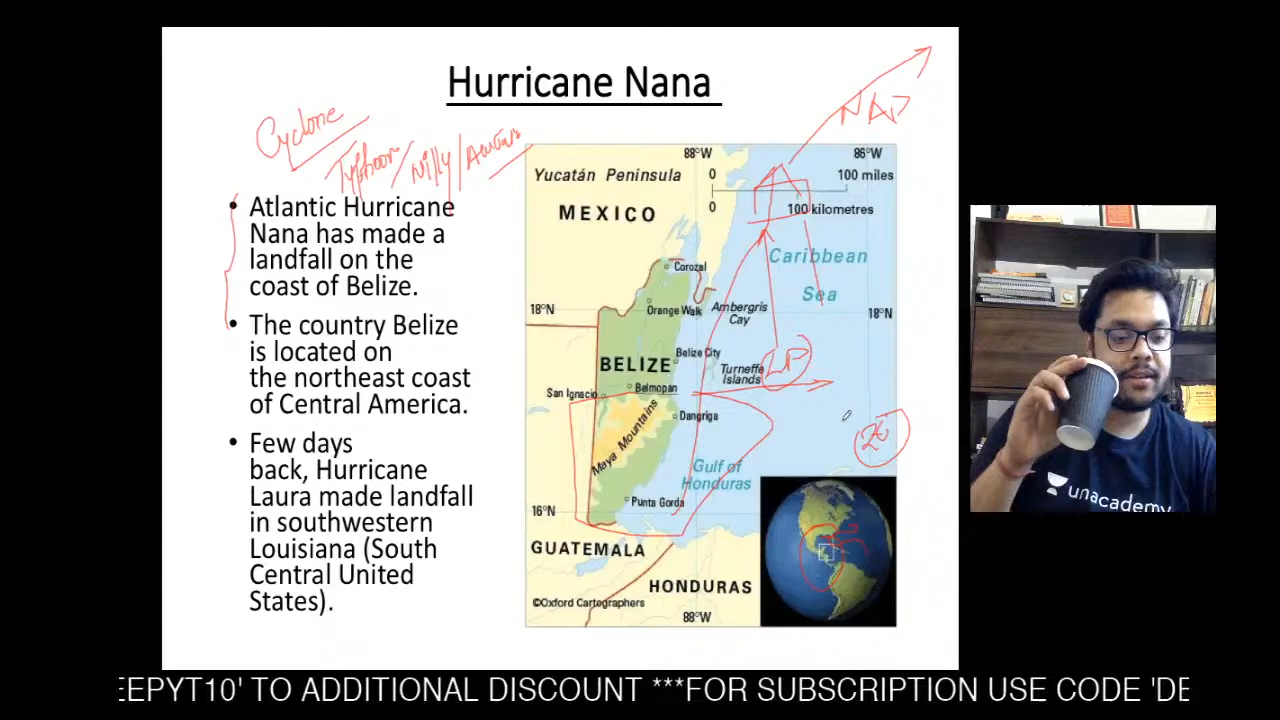 Hurricane Nana
Cyclone
Typhoon/Willy/
• Atlantic Hurricane
Nana has made a
landfall on the
coast of Belize.
• The country Belize
is located on
the northeast coast
of Central America.
• Few days
back, Hurricane
Laura made landfall
in southwestern
Louisiana (South
Central United
States).
NAD
88°W
86°W
Yucatán Peninsula
0
100 miles
MEXICO
0
100 kilometres
Caribbean
Sea
Corozal
18°N
Orange Walk
Ambergris
Cay
18°N
Belize City
BELIZE
Turneffe
Islands
LP
San Ignacio
Belmopan
Dangriga
Maya Mountains
Gulf of
Honduras
16°N
Punta Gorda
GUATEMALA
HONDURAS
©Oxford Cartographers
88°W
unacademy
EEPYT10' TO ADDITIONAL DISCOUNT ***FOR SUBSCRIPTION USE CODE 'DE